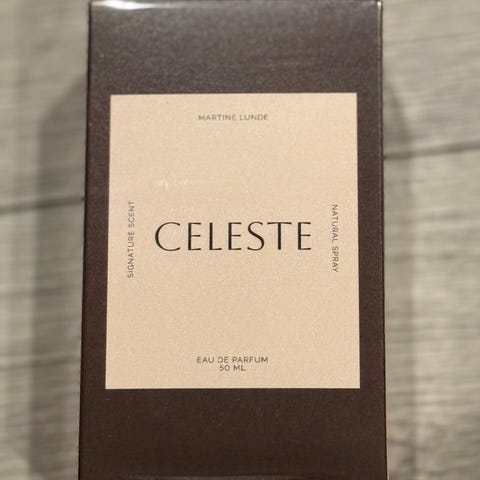 MARTINE LUNDE
SIGNATURE SCENT
CELESTE
NATURAL SPRAY
EAU DE PARFUM
50 ML